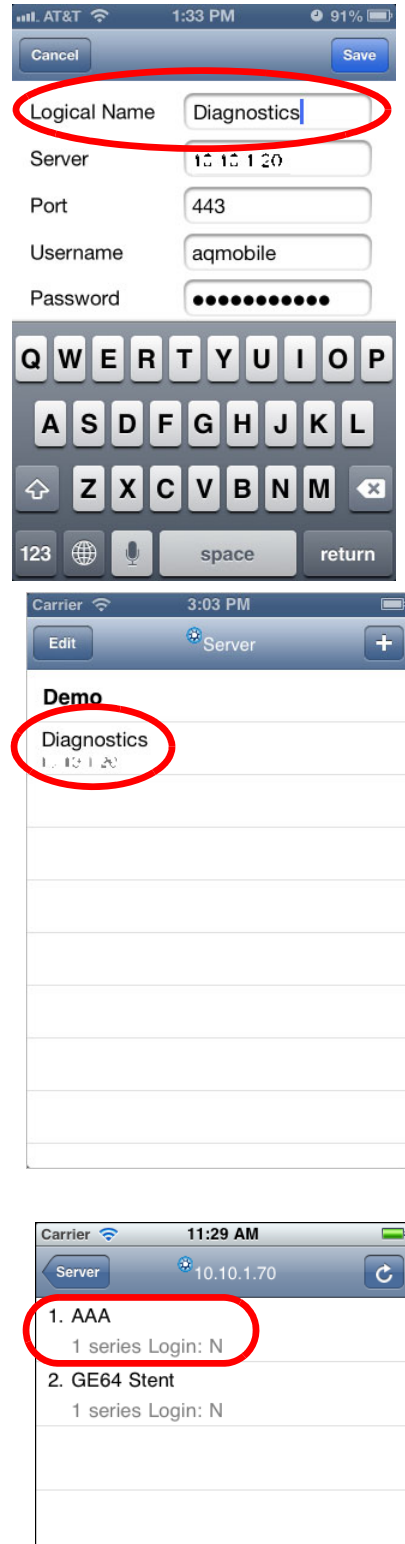 AT&T 1:33 PM 91%
Cancel Save
Logical Name Diagnostics
Server
Port 443
Username aqmobile
Password ●●●●●●●●●●●
Q W E R T Y U I O P
A S D F G H J K L
Z X C V B N M
123 space return
Carrier 3:03 PM
Edit Server +
Demo
Diagnostics
Carrier 11:29 AM
Server 10.10.1.70
1. AAA
1 series Login: N
2. GE64 Stent
1 series Login: N